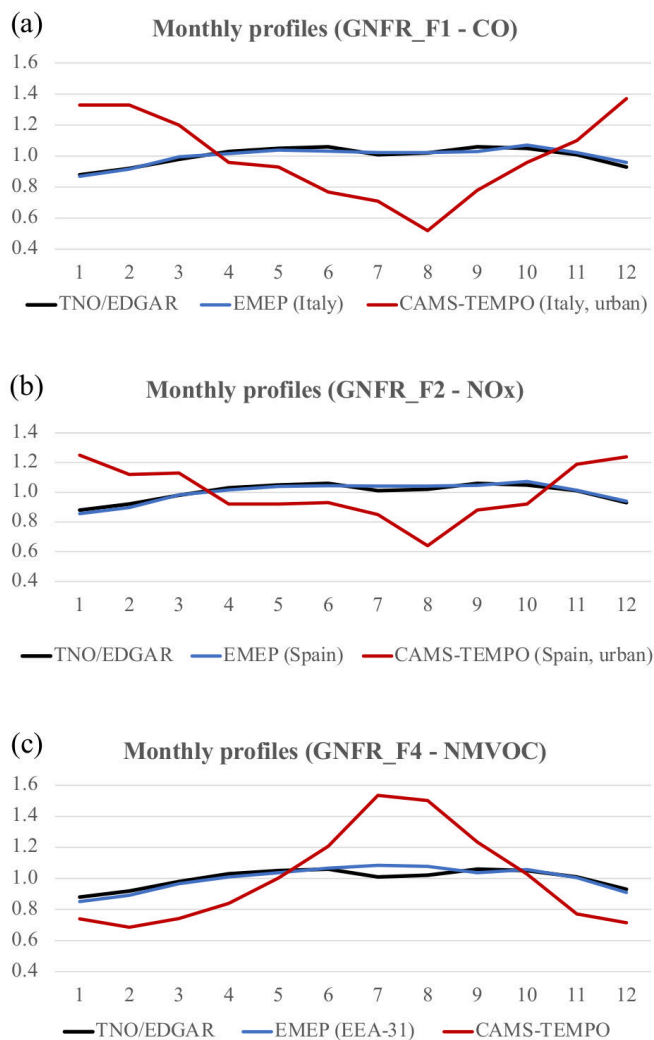 (a)
Monthly profiles (GNFR_F1 - CO)
1.6
1.4
1.2
1.0
0.8
0.6
0.4
1 2 3 4 5 6 7 8 9 10 11 12
TNO/EDGAR EMEP (Italy) CAMS-TEMPO (Italy, urban)
(b)
Monthly profiles (GNFR_F2 - NOx)
1.4
1.2
1.0
0.8
0.6
0.4
1 2 3 4 5 6 7 8 9 10 11 12
TNO/EDGAR EMEP (Spain) CAMS-TEMPO (Spain, urban)
(c)
Monthly profiles (GNFR_F4 - NMVOC)
1.6
1.4
1.2
1.0
0.8
0.6
0.4
1 2 3 4 5 6 7 8 9 10 11 12
TNO/EDGAR EMEP (EEA-31) CAMS-TEMPO